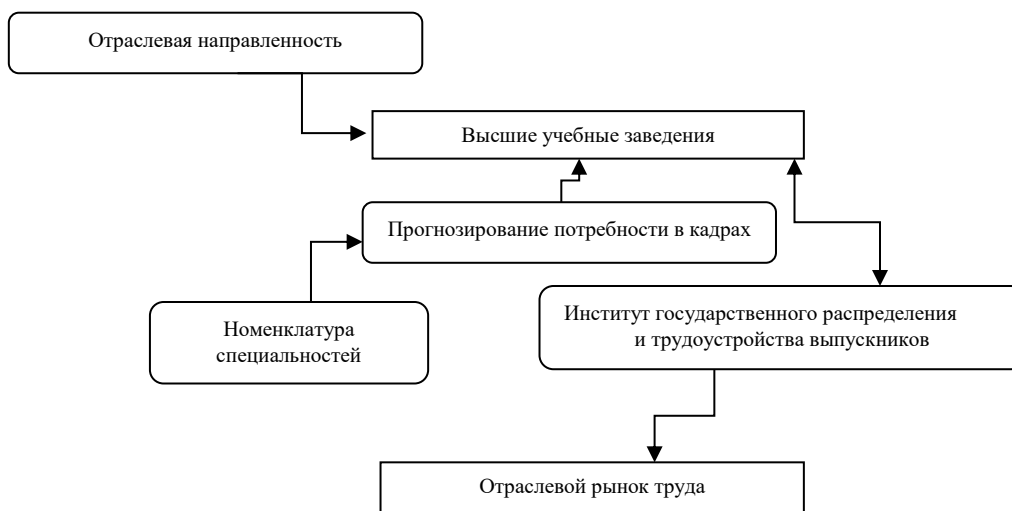 Отраслевая направленность
Высшие учебные заведения
Прогнозирование потребности в кадрах
Номенклатура
специальностей
Институт государственного распределения
и трудоустройства выпускников
Отраслевой рынок труда